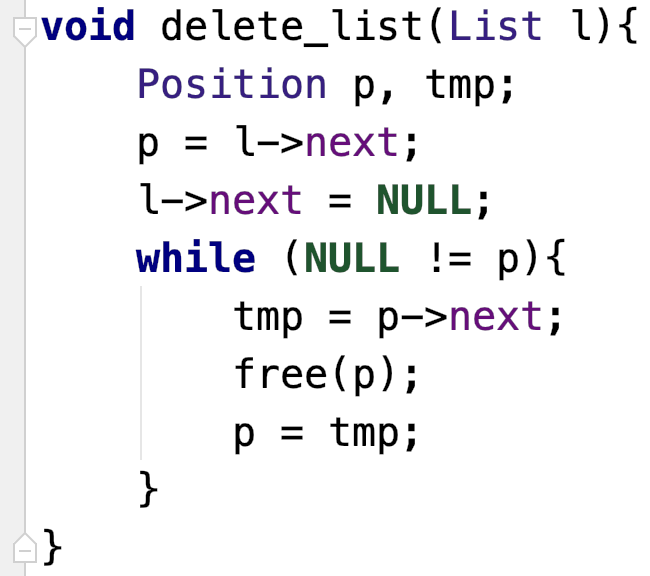 void delete_list(List l){
    Position p, tmp;
    p = l->next;
    l->next = NULL;
    while (NULL != p){
        tmp = p->next;
        free(p);
        p = tmp;
    }
}